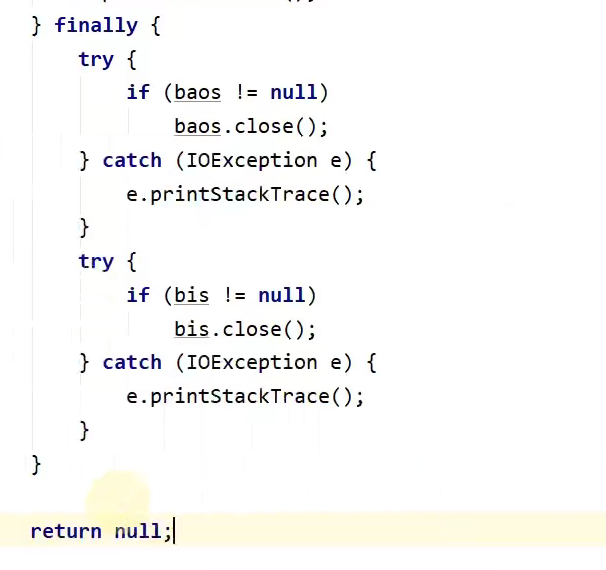 } finally {
try {
if (baos != null)
baos.close();
} catch (IOException e) {
e.printStackTrace();
}
try {
if (bis != null)
bis.close();
} catch (IOException e) {
e.printStackTrace();
}
}
return null;